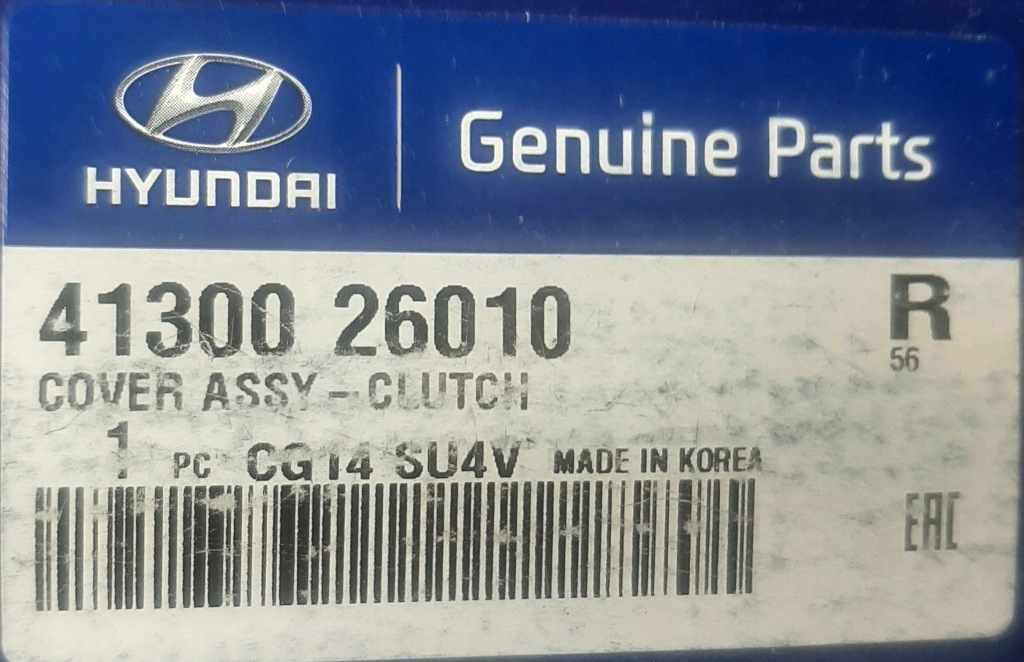 HYUNDAI
Genuine Parts
41300 26010
R
56
COVER ASSY - CLUTCH
1 PC CG14 SU4V MADE IN KOREA
EAC